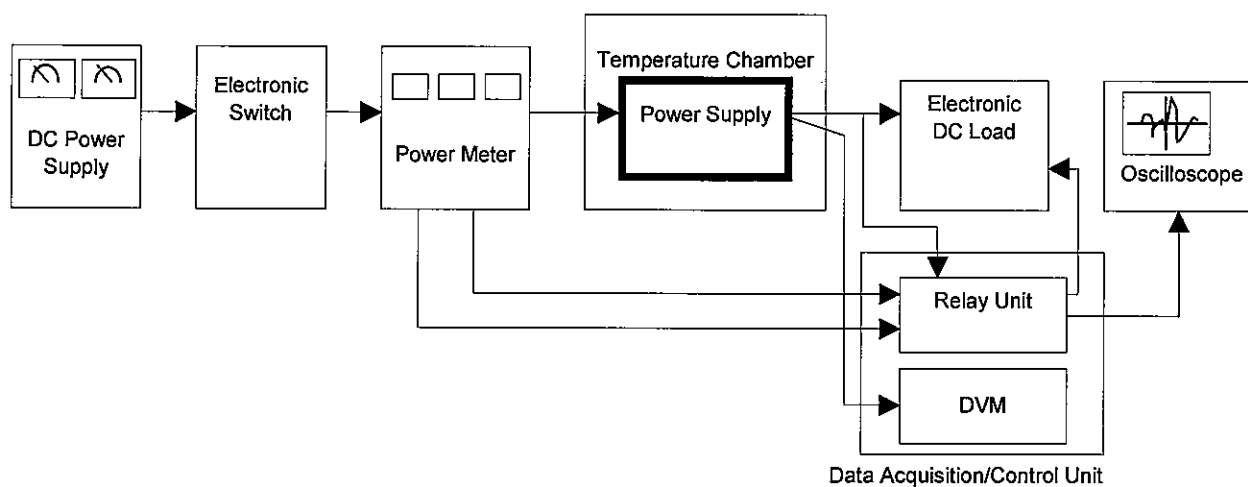 DC Power
Supply
Electronic
Switch
Power Meter
Temperature Chamber
Power Supply
Electronic
DC Load
Oscilloscope
Relay Unit
DVM
Data Acquisition/Control Unit